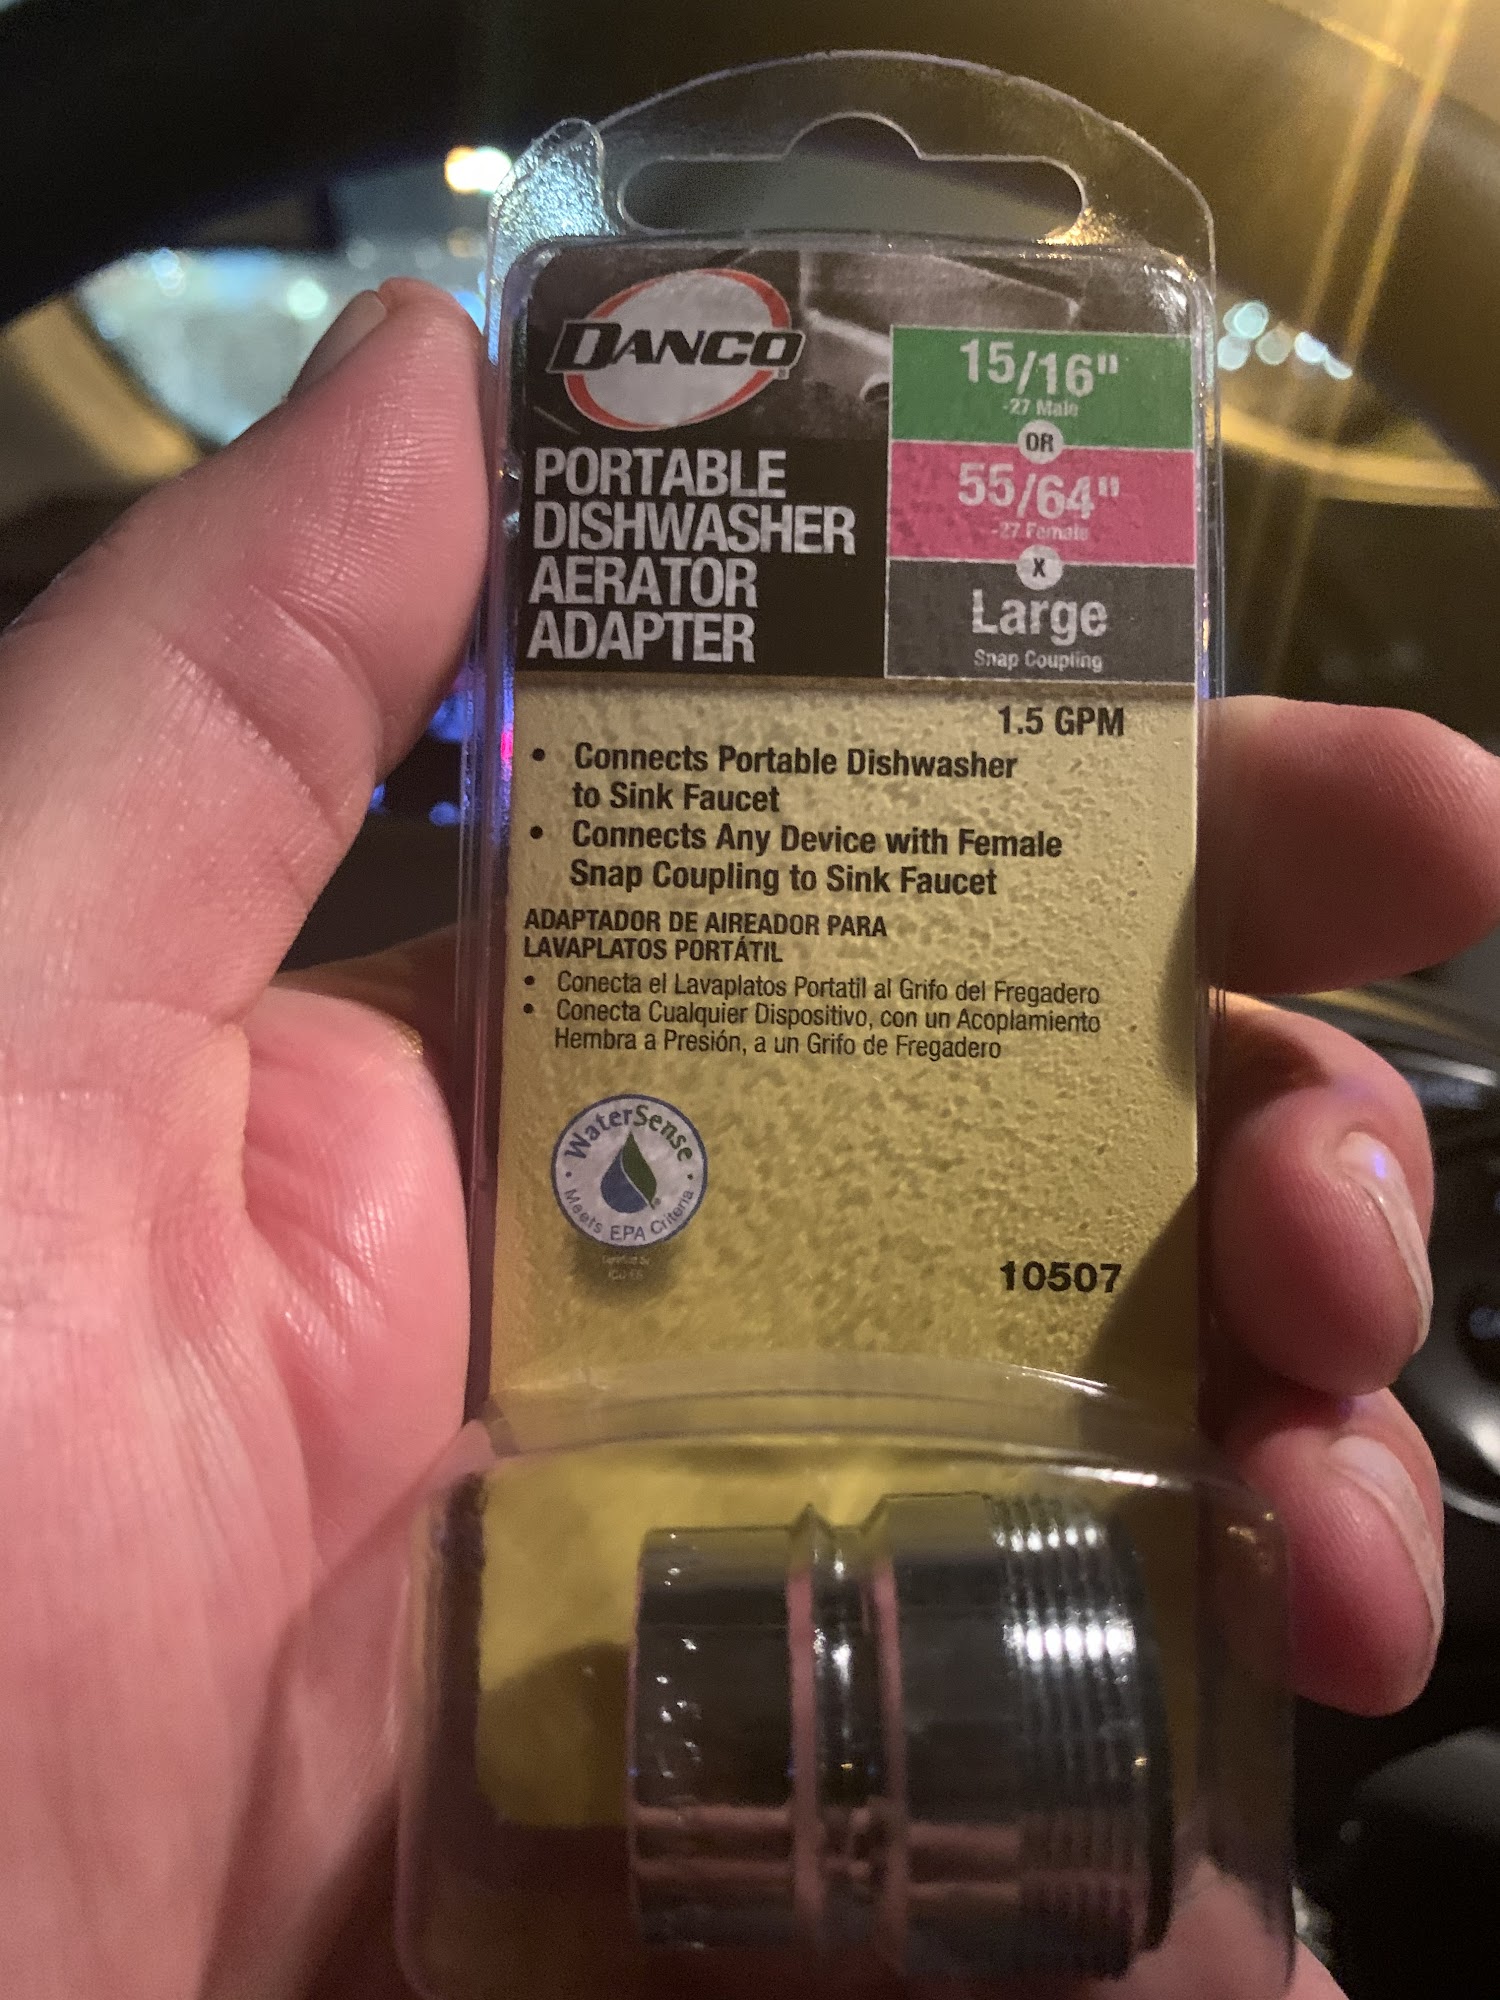 DANCO®
PORTABLE
DISHWASHER
AERATOR
ADAPTER
15/16"
-27 Male
OR
55/64"
-27 Female
X
Large
Snap Coupling
1.5 GPM
• Connects Portable Dishwasher
to Sink Faucet
• Connects Any Device with Female
Snap Coupling to Sink Faucet
ADAPTADOR DE AIREADOR PARA
LAVAPLATOS PORTÁTIL
• Conecta el Lavaplatos Portatil al Grifo del Fregadero
• Conecta Cualquier Dispositivo, con un Acoplamiento
Hembra a Presión, a un Grifo de Fregadero
WaterSense
Meets EPA Criteria
10507